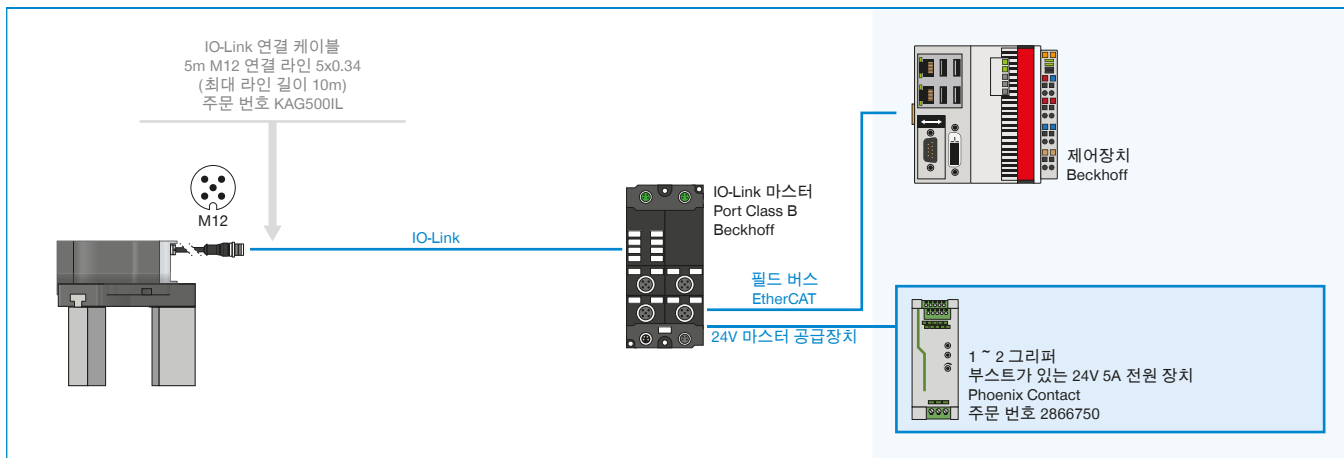 IO-Link 연결 케이블
5m M12 연결 라인 5x0.34
(최대 라인 길이 10m)
주문 번호 KAG500IL
M12
IO-Link
IO-Link 마스터
Port Class B
Beckhoff
필드 버스
EtherCAT
24V 마스터 공급장치
제어장치
Beckhoff
1 ~ 2 그리퍼
부스트가 있는 24V 5A 전원 장치
Phoenix Contact
주문 번호 2866750